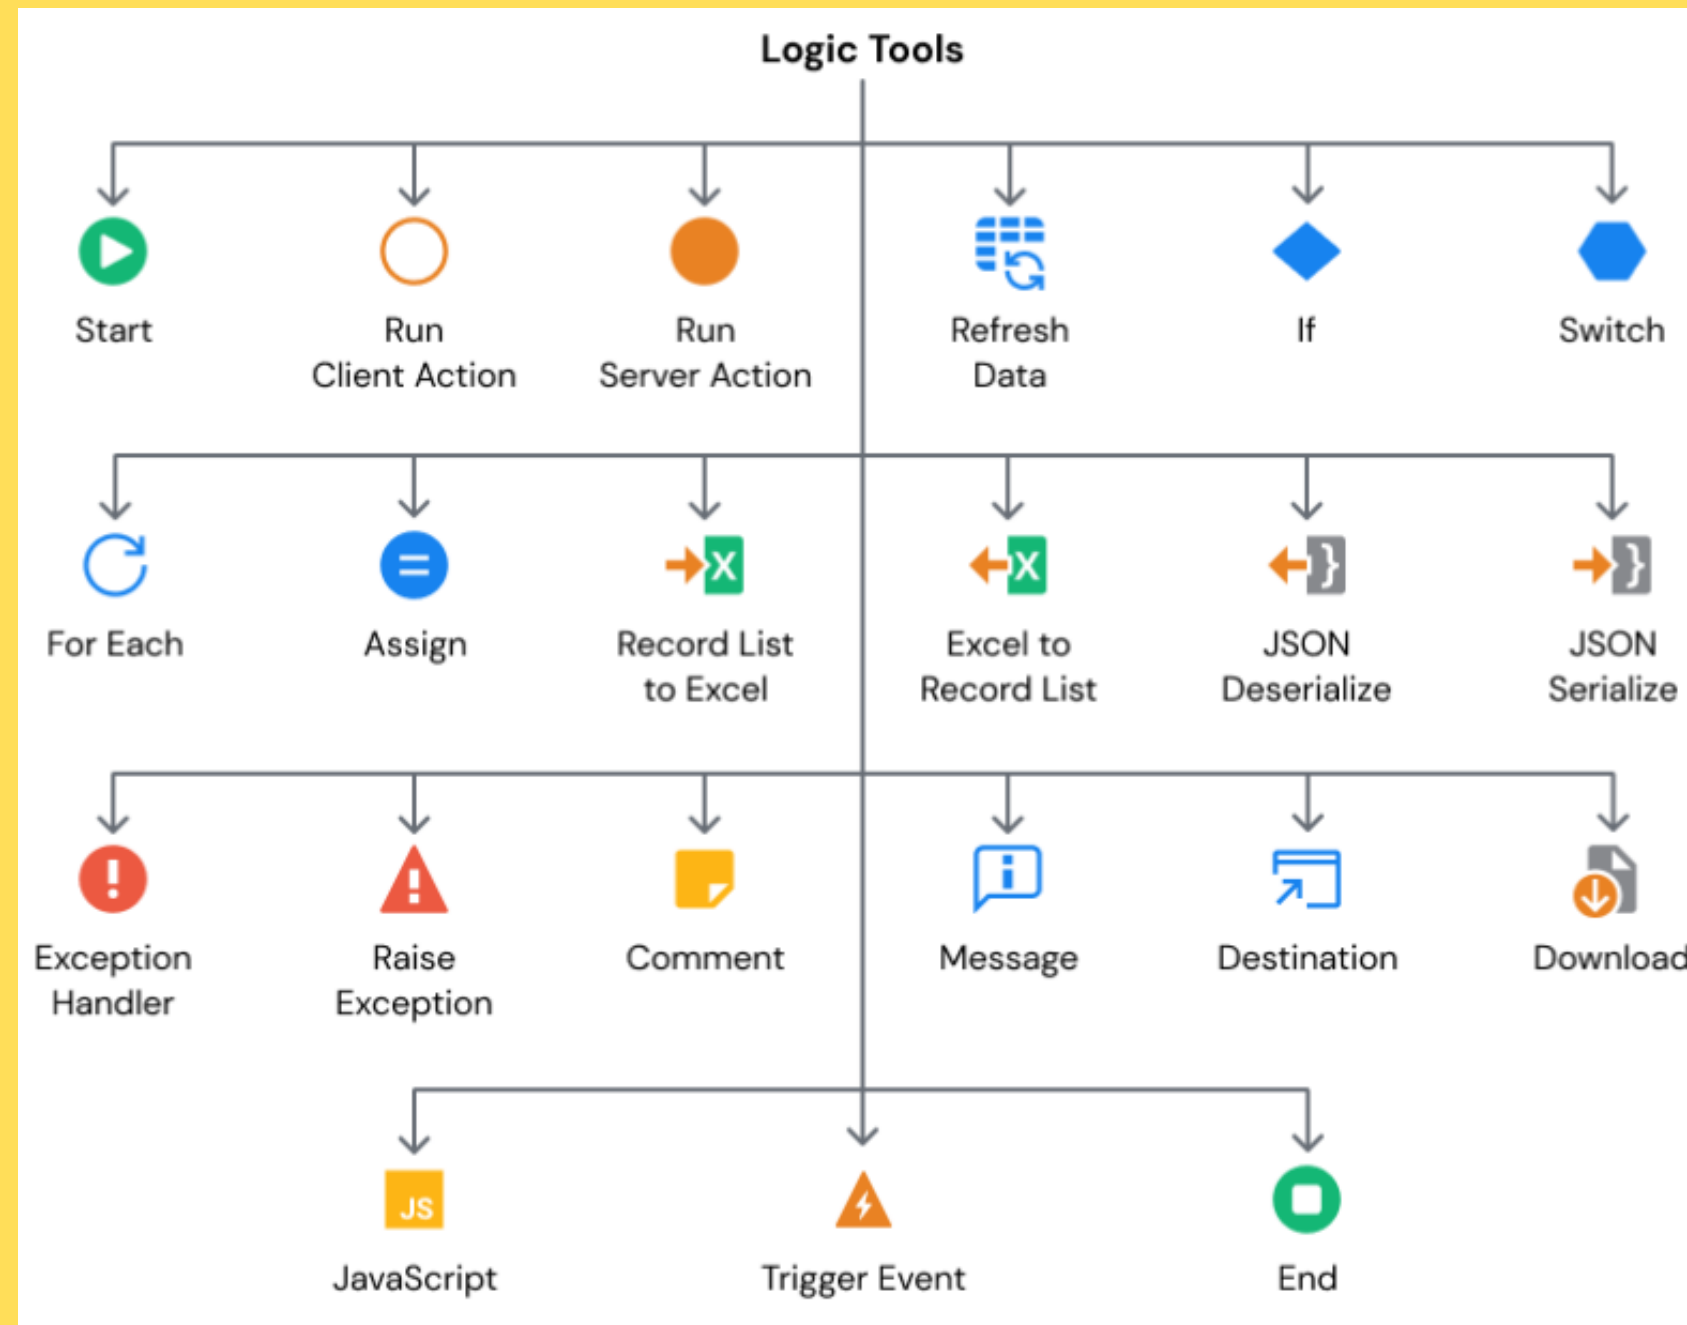 Logic Tools
Start
Run
Client Action
Run
Server Action
Refresh
Data
If
Switch
For Each
Assign
X
Record List
to Excel
X
Excel to
Record List
}
JSON
Deserialize
}
JSON
Serialize
!
Exception
Handler
!
Raise
Exception
Comment
i
Message
Destination
Download
JS
JavaScript
Trigger Event
End